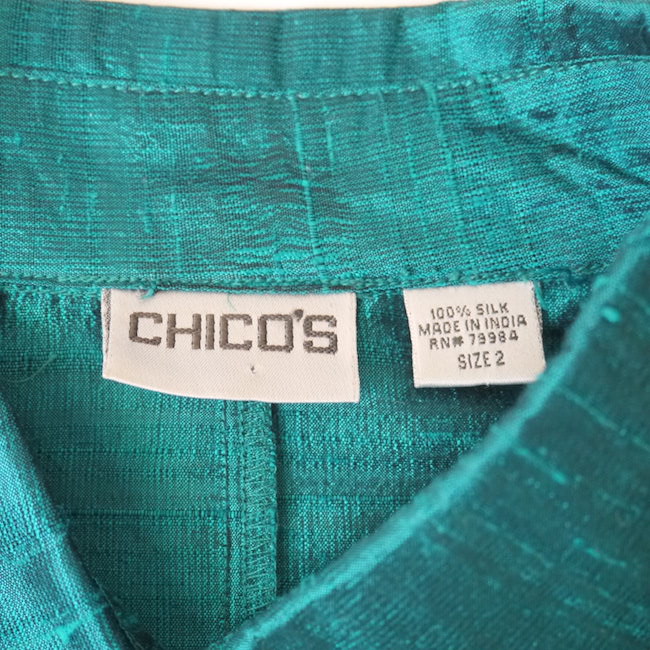 CHICO'S
100% SILK
MADE IN INDIA
RN# 79984
SIZE 2